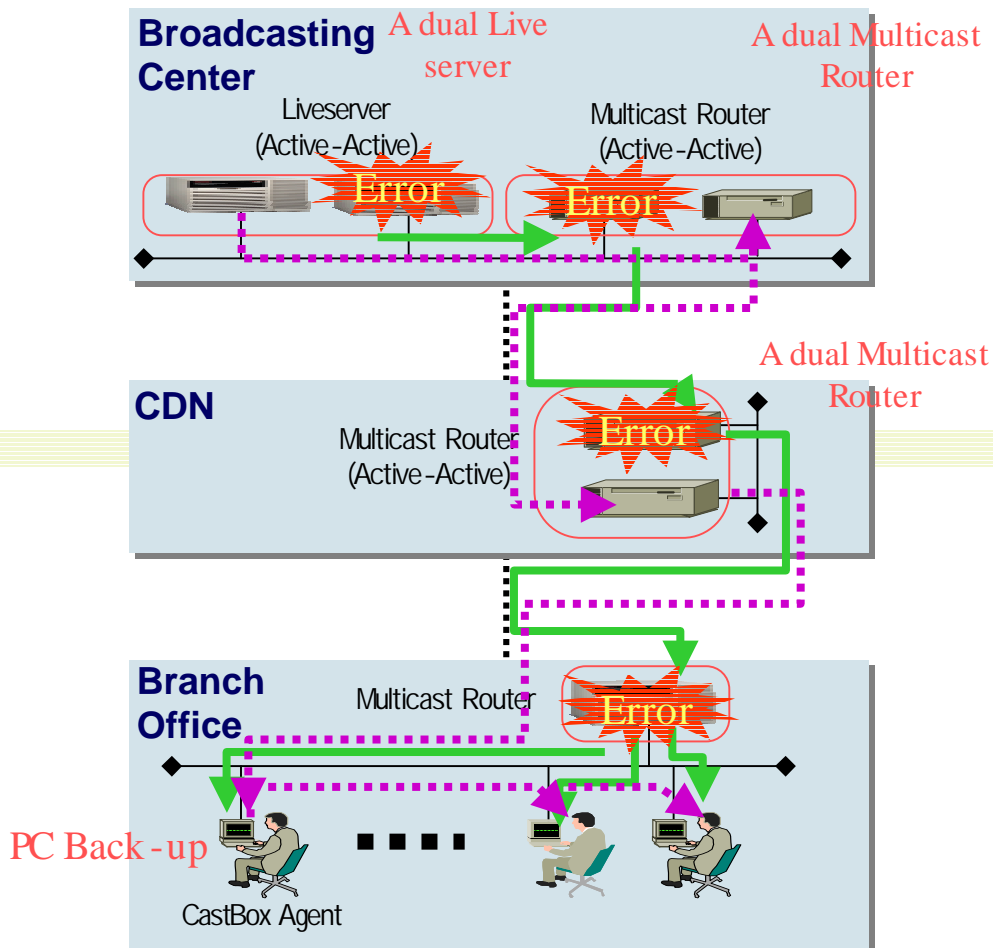 Broadcasting
Center
A dual Live
server
A dual Multicast
Router
Liveserver
(Active-Active)
Multicast Router
(Active-Active)
Error
Error
A dual Multicast
Router
CDN
Multicast Router
(Active-Active)
Error
Branch
Office
Multicast Router
Error
PC Back-up
CastBox Agent